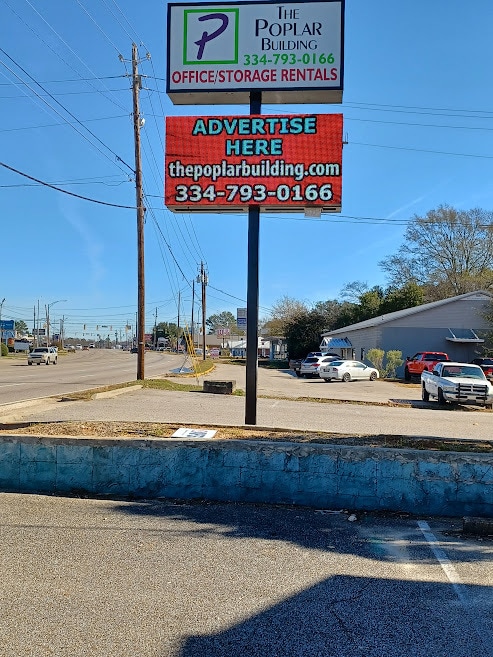 P
THE
POPLAR
BUILDING
334-793-0166
OFFICE/STORAGE RENTALS
ADVERTISE
HERE
thepoplarbuilding.com
334-793-0166